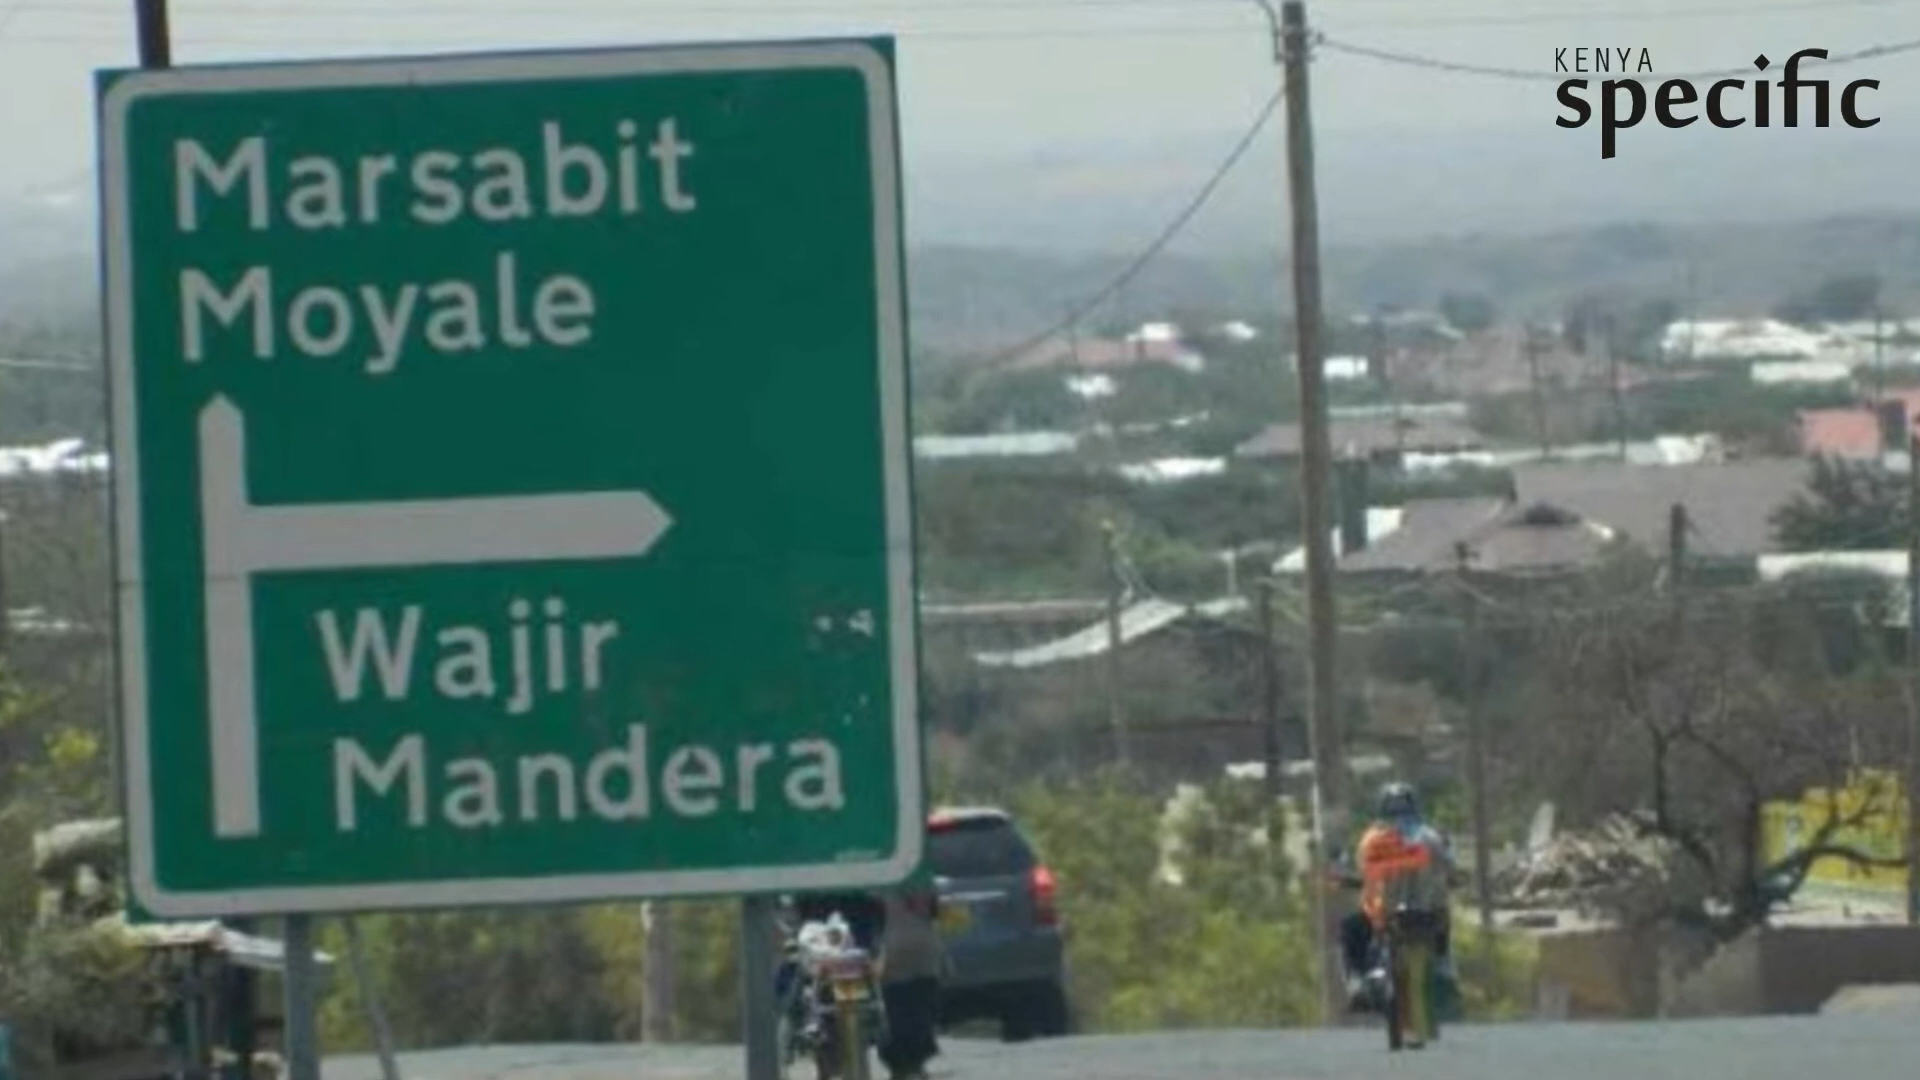 KENYA
specific
Marsabit
Moyale
Wajir
Mandera